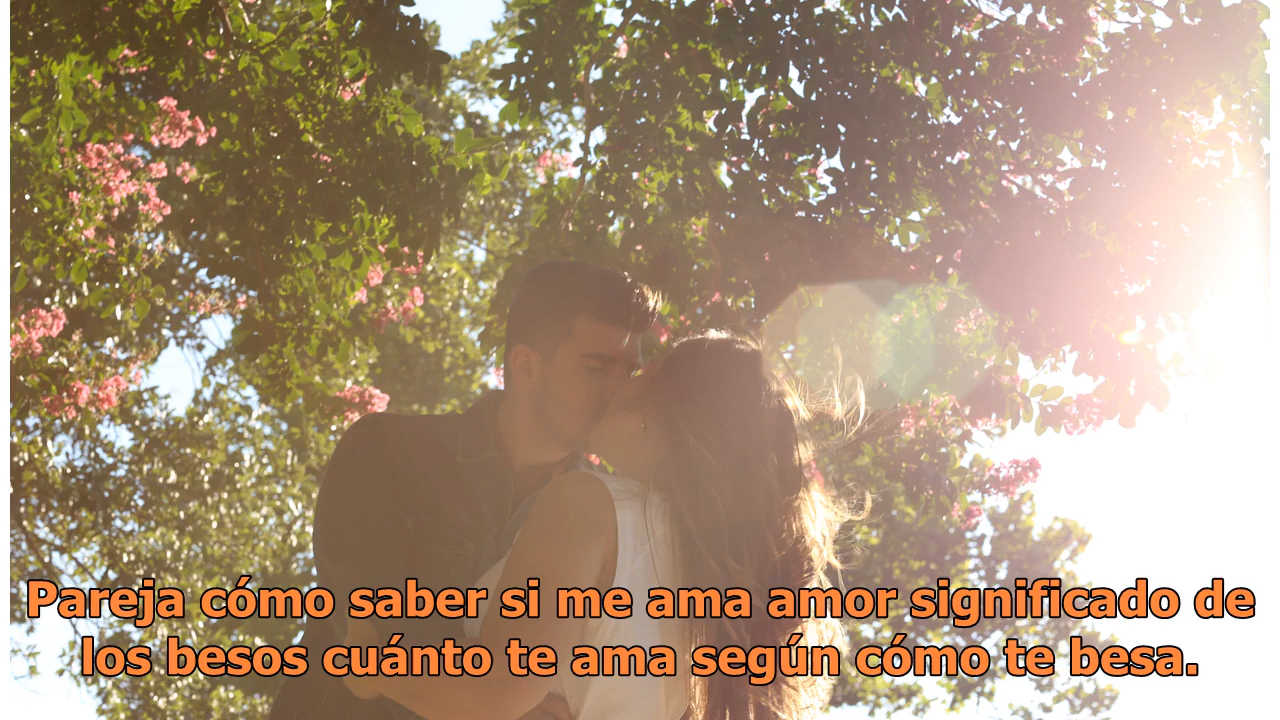 Pareja cómo saber si me ama amor significado de
los besos cuánto te ama según cómo te besa.